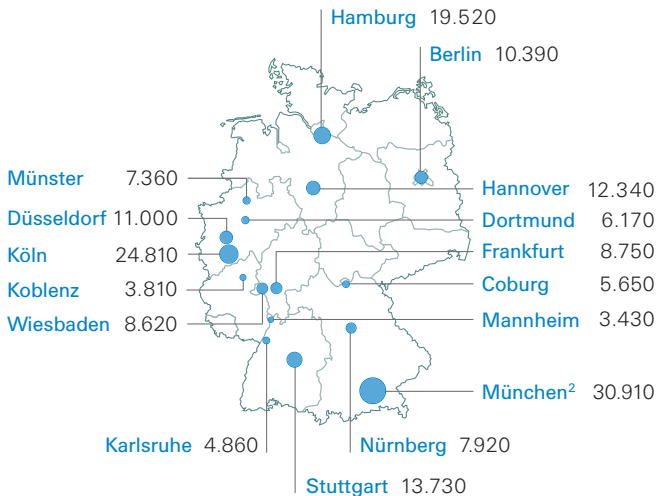 Hamburg 19.520
Berlin 10.390
Münster 7.360
Düsseldorf 11.000
Köln 24.810
Koblenz 3.810
Wiesbaden 8.620
Hannover 12.340
Dortmund 6.170
Frankfurt 8.750
Coburg 5.650
Mannheim 3.430
München² 30.910
Karlsruhe 4.860
Nürnberg 7.920
Stuttgart 13.730